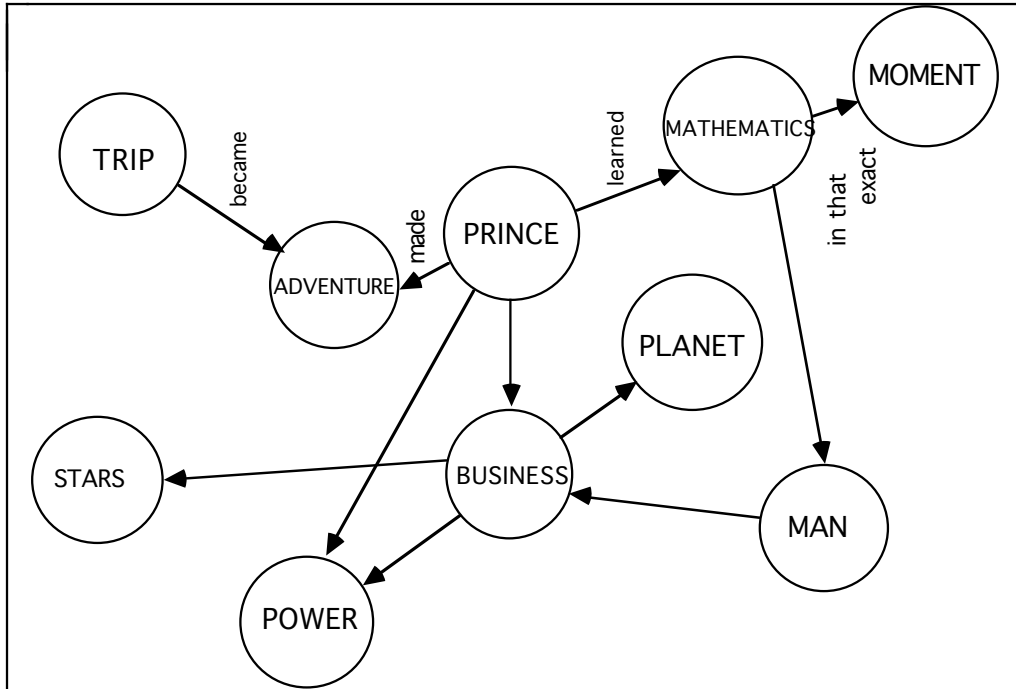 MOMENT
MATHEMATICS
learned
in that
exact
TRIP
became
PRINCE
made
ADVENTURE
PLANET
STARS
BUSINESS
MAN
POWER